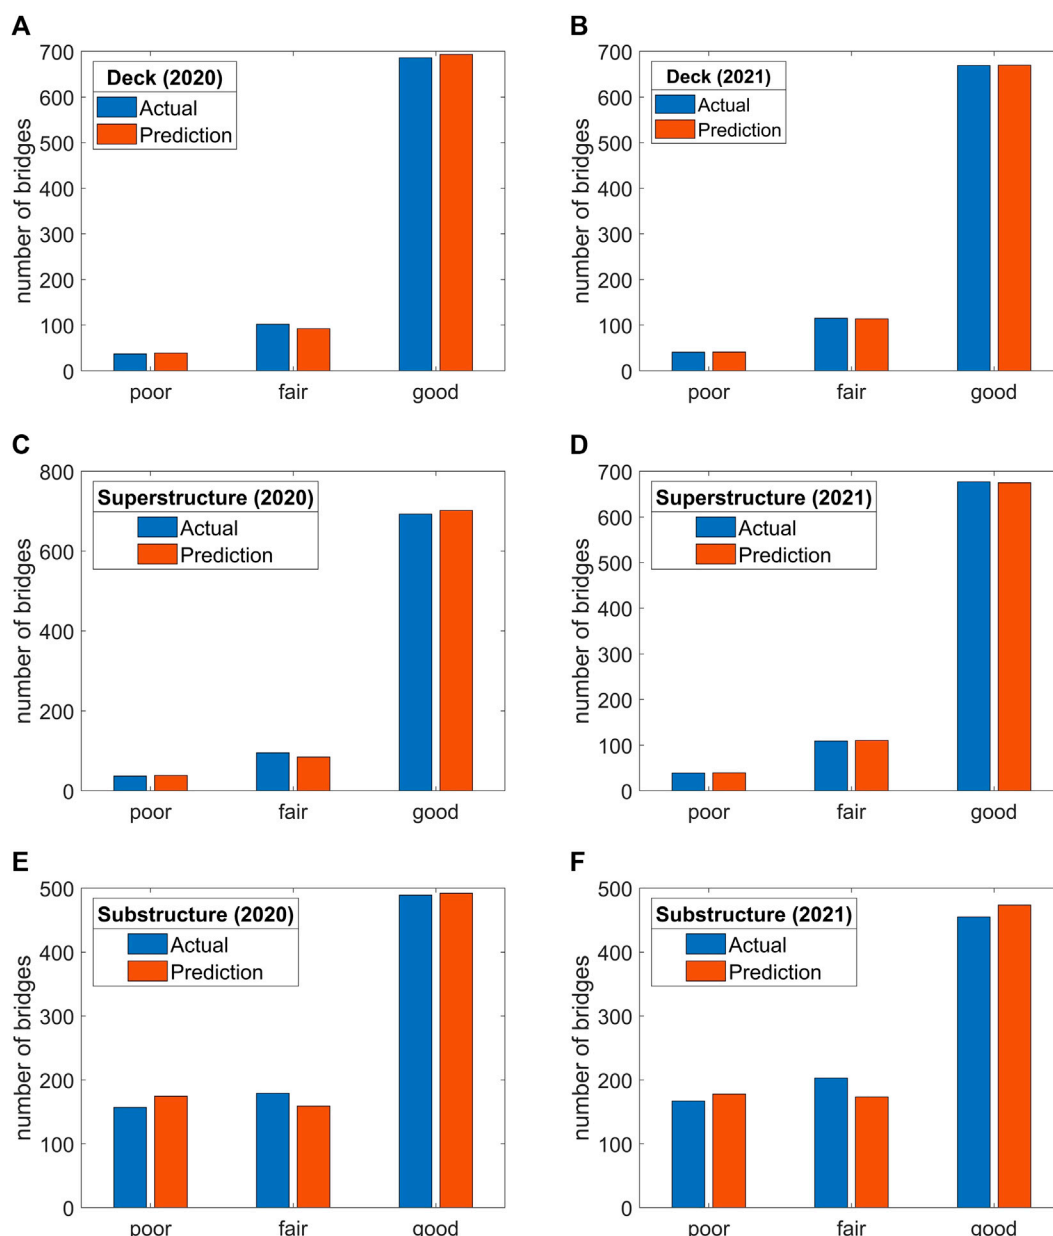 A
number of bridges
700
600
500
400
300
200
100
0
Deck (2020)
Actual
Prediction
poor fair good
B
number of bridges
700
600
500
400
300
200
100
0
Deck (2021)
Actual
Prediction
poor fair good
C
number of bridges
800
600
400
200
0
Superstructure (2020)
Actual
Prediction
poor fair good
D
number of bridges
700
600
500
400
300
200
100
0
Superstructure (2021)
Actual
Prediction
poor fair good
E
number of bridges
500
400
300
200
100
0
Substructure (2020)
Actual
Prediction
poor fair good
F
number of bridges
500
400
300
200
100
0
Substructure (2021)
Actual
Prediction
poor fair good